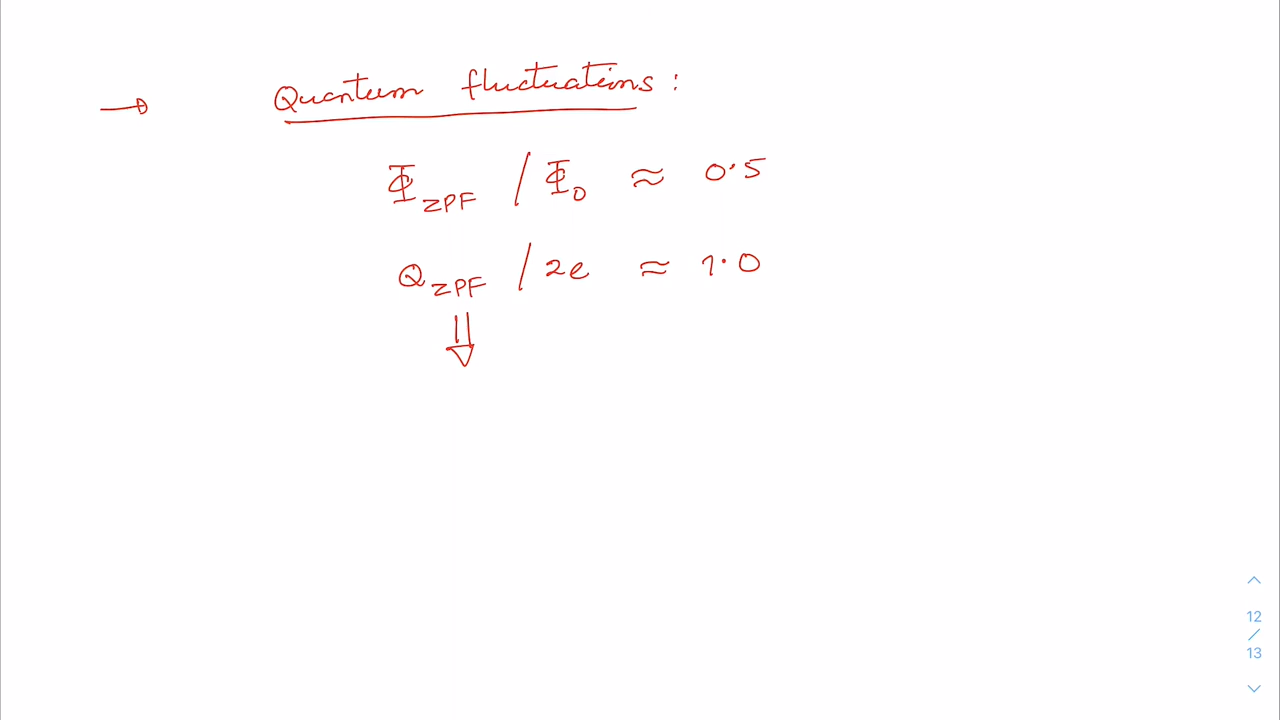 → Quantum fluctuations :
Φ_ZPF / Φ_0 ≈ 0.5
Q_ZPF / 2e ≈ 1.0
⇓
12
/
13